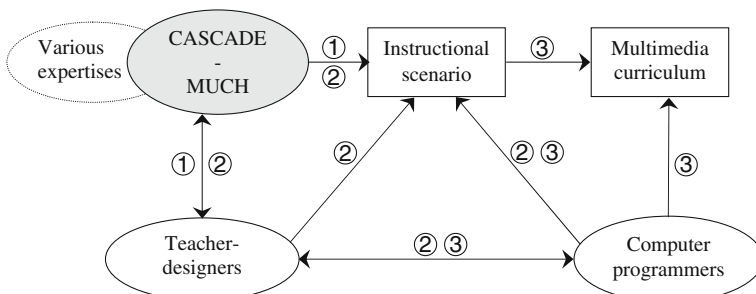 Various
expertises
CASCADE
-
MUCH
①
②
Instructional
scenario
③
Multimedia
curriculum
① ②
②
② ③
③
Teacher-
designers
② ③
Computer
programmers